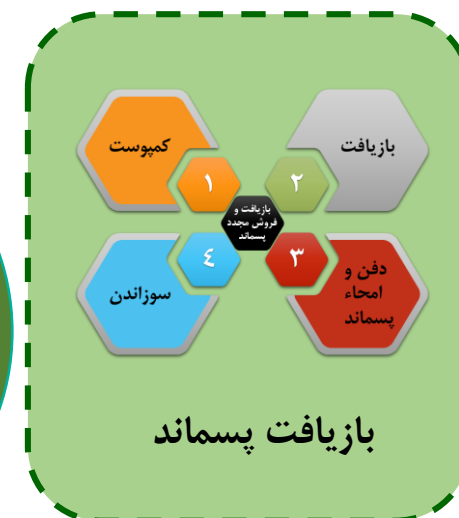 کمپوست
بازیافت
۱
۲
بازیافت و
فروش مجدد
پسماند
٤
۳
سوزاندن
دفن و
امحاء
پسماند
بازیافت پسماند